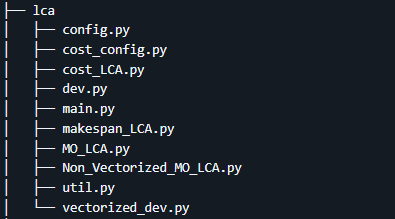 ├── lca
│   ├── config.py
│   ├── cost_config.py
│   ├── cost_LCA.py
│   ├── dev.py
│   ├── main.py
│   ├── makespan_LCA.py
│   ├── MO_LCA.py
│   ├── Non_Vectorized_MO_LCA.py
│   ├── util.py
│   └── vectorized_dev.py